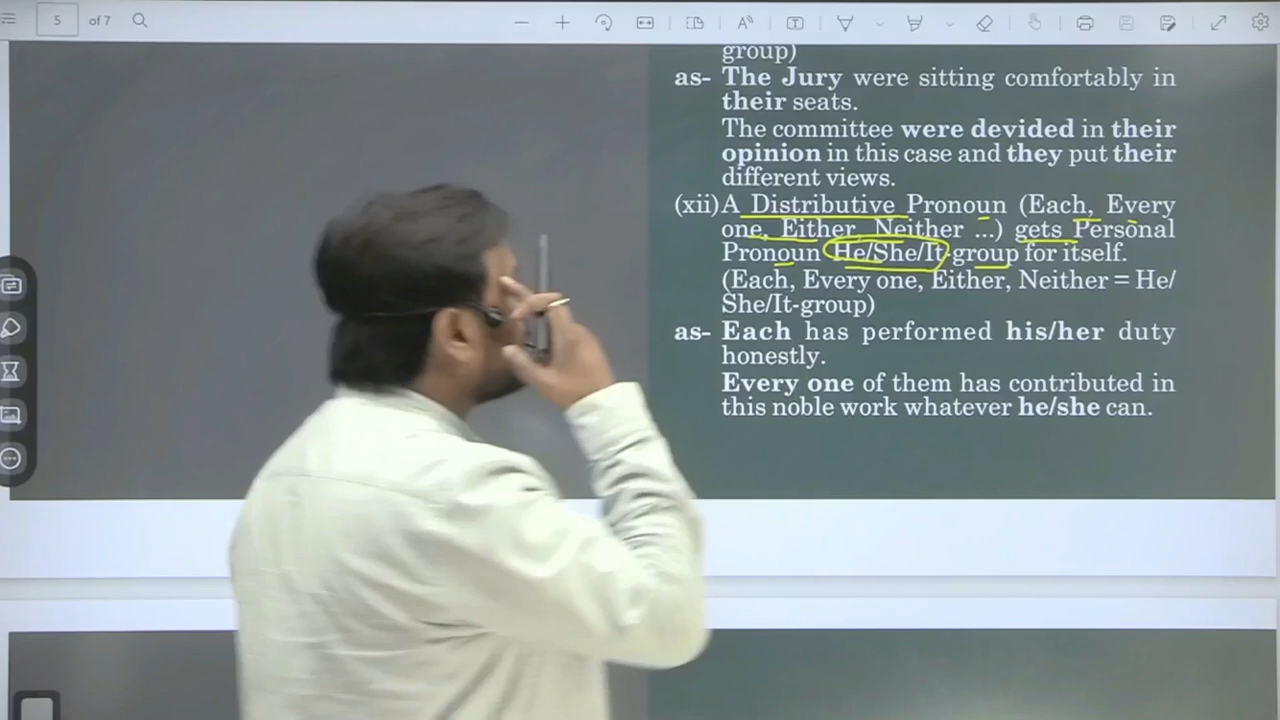 5 of 7
group)
as- The Jury were sitting comfortably in
their seats.
The committee were devided in their
opinion in this case and they put their
different views.
(xii) A Distributive Pronoun (Each, Every
one, Either, Neither ...) gets Personal
Pronoun He/She/It-group for itself.
(Each, Every one, Either, Neither = He/
She/It-group)
as- Each has performed his/her duty
honestly.
Every one of them has contributed in
this noble work whatever he/she can.